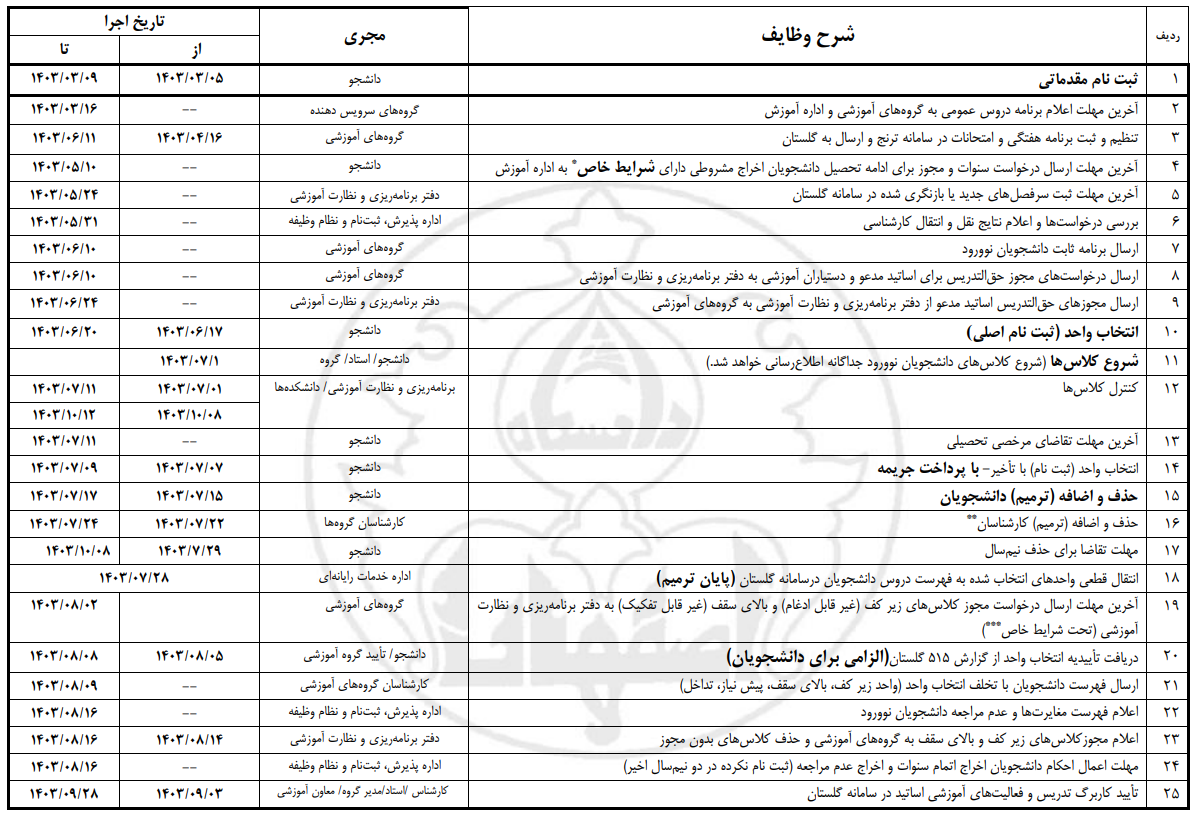 ردیف شرح وظایف مجری تاریخ اجرا
از تا
۱ ثبت نام مقدماتی دانشجو ۱۴۰۳/۰۳/۰۵ ۱۴۰۳/۰۳/۰۹
۲ آخرین مهلت اعلام برنامه دروس عمومی به گروه‌های آموزشی و اداره آموزش گروه‌های سرویس دهنده -- ۱۴۰۳/۰۳/۱۶
۳ تنظیم و ثبت برنامه هفتگی و امتحانات در سامانه ترنج و ارسال به گلستان گروه‌های آموزشی ۱۴۰۳/۰۴/۱۶ ۱۴۰۳/۰۶/۱۱
۴ آخرین مهلت ارسال درخواست سنوات و مجوز برای ادامه تحصیل دانشجویان اخراج مشروطی دارای شرایط خاص* به اداره آموزش دانشجو -- ۱۴۰۳/۰۵/۱۰
۵ آخرین مهلت ثبت سرفصل‌های جدید یا بازنگری شده در سامانه گلستان دفتر برنامه‌ریزی و نظارت آموزشی -- ۱۴۰۳/۰۵/۲۴
۶ بررسی درخواست‌ها و اعلام نتایج نقل و انتقال کارشناسی اداره پذیرش، ثبت‌نام و نظام وظیفه -- ۱۴۰۳/۰۵/۳۱
۷ ارسال برنامه ثابت دانشجویان نوورود گروه‌های آموزشی -- ۱۴۰۳/۰۶/۱۰
۸ ارسال درخواست‌های مجوز حق‌التدریس برای اساتید مدعو و دستیاران آموزشی به دفتر برنامه‌ریزی و نظارت آموزشی گروه‌های آموزشی -- ۱۴۰۳/۰۶/۱۰
۹ ارسال مجوزهای حق‌التدریس اساتید مدعو از دفتر برنامه‌ریزی و نظارت آموزشی به گروه‌های آموزشی دفتر برنامه‌ریزی و نظارت آموزشی -- ۱۴۰۳/۰۶/۲۴
۱۰ انتخاب واحد (ثبت نام اصلی) دانشجو ۱۴۰۳/۰۶/۱۷ ۱۴۰۳/۰۶/۲۰
۱۱ شروع کلاس‌ها (شروع کلاس‌های دانشجویان نوورود جداگانه اطلاع‌رسانی خواهد شد.) دانشجو/ استاد/ گروه ۱۴۰۳/۰۷/۱
۱۲ کنترل کلاس‌ها برنامه‌ریزی و نظارت آموزشی/ دانشکده‌ها ۱۴۰۳/۰۷/۰۱ ۱۴۰۳/۰۷/۱۱
۱۴۰۳/۱۰/۰۸ ۱۴۰۳/۱۰/۱۲
۱۳ آخرین مهلت تقاضای مرخصی تحصیلی دانشجو -- ۱۴۰۳/۰۷/۱۱
۱۴ انتخاب واحد (ثبت نام) با تأخیر– با پرداخت جریمه دانشجو ۱۴۰۳/۰۷/۰۷ ۱۴۰۳/۰۷/۰۹
۱۵ حذف و اضافه (ترمیم) دانشجویان دانشجو ۱۴۰۳/۰۷/۱۵ ۱۴۰۳/۰۷/۱۷
۱۶ حذف و اضافه (ترمیم) کارشناسان** کارشناسان گروه‌ها ۱۴۰۳/۰۷/۲۲ ۱۴۰۳/۰۷/۲۴
۱۷ مهلت تقاضا برای حذف نیم‌سال دانشجو ۱۴۰۳/۷/۲۹ ۱۴۰۳/۱۰/۰۸
۱۸ انتقال قطعی واحدهای انتخاب شده به فهرست دروس دانشجویان درسامانه گلستان (پایان ترمیم) اداره خدمات رایانه‌ای ۱۴۰۳/۰۷/۲۸
۱۹ آخرین مهلت ارسال درخواست مجوز کلاس‌های زیر کف (غیر قابل ادغام) و بالای سقف (غیر قابل تفکیک) به دفتر برنامه‌ریزی و نظارت گروه‌های آموزشی ۱۴۰۳/۰۸/۰۲
آموزشی (تحت شرایط خاص***)
۲۰ دریافت تأییدیه انتخاب واحد از گزارش ۵۱۵ گلستان(الزامی برای دانشجویان) دانشجو/ تأیید گروه آموزشی ۱۴۰۳/۰۸/۰۵ ۱۴۰۳/۰۸/۰۸
۲۱ ارسال فهرست دانشجویان با تخلف انتخاب واحد (واحد زیر کف، بالای سقف، پیش نیاز، تداخل) کارشناسان گروه‌های آموزشی -- ۱۴۰۳/۰۸/۰۹
۲۲ اعلام فهرست مغایرت‌ها و عدم مراجعه دانشجویان نوورود اداره پذیرش، ثبت‌نام و نظام وظیفه -- ۱۴۰۳/۰۸/۱۶
۲۳ اعلام مجوزکلاس‌های زیر کف و بالای سقف به گروه‌های آموزشی و حذف کلاس‌های بدون مجوز دفتر برنامه‌ریزی و نظارت آموزشی ۱۴۰۳/۰۸/۱۴ ۱۴۰۳/۰۸/۱۶
۲۴ مهلت اعمال احکام دانشجویان اخراج اتمام سنوات و اخراج عدم مراجعه (ثبت نام نکرده در دو نیم‌سال اخیر) اداره پذیرش، ثبت‌نام و نظام وظیفه -- ۱۴۰۳/۰۸/۱۶
۲۵ تأیید کاربرگ تدریس و فعالیت‌های آموزشی اساتید در سامانه گلستان کارشناس /استاد/مدیر گروه/ معاون آموزشی ۱۴۰۳/۰۹/۰۳ ۱۴۰۳/۰۹/۲۸
دانشگاه
اصفهان